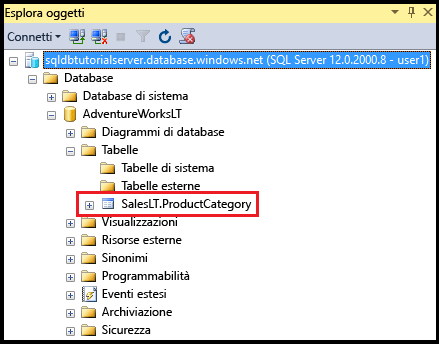 Esplora oggetti
Connetti
sqldbtutorialserver.database.windows.net (SQL Server 12.0.2000.8 - user1)
Database
Database di sistema
AdventureWorksLT
Diagrammi di database
Tabelle
Tabelle di sistema
Tabelle esterne
SalesLT.ProductCategory
Visualizzazioni
Risorse esterne
Sinonimi
Programmabilità
Eventi estesi
Archiviazione
Sicurezza